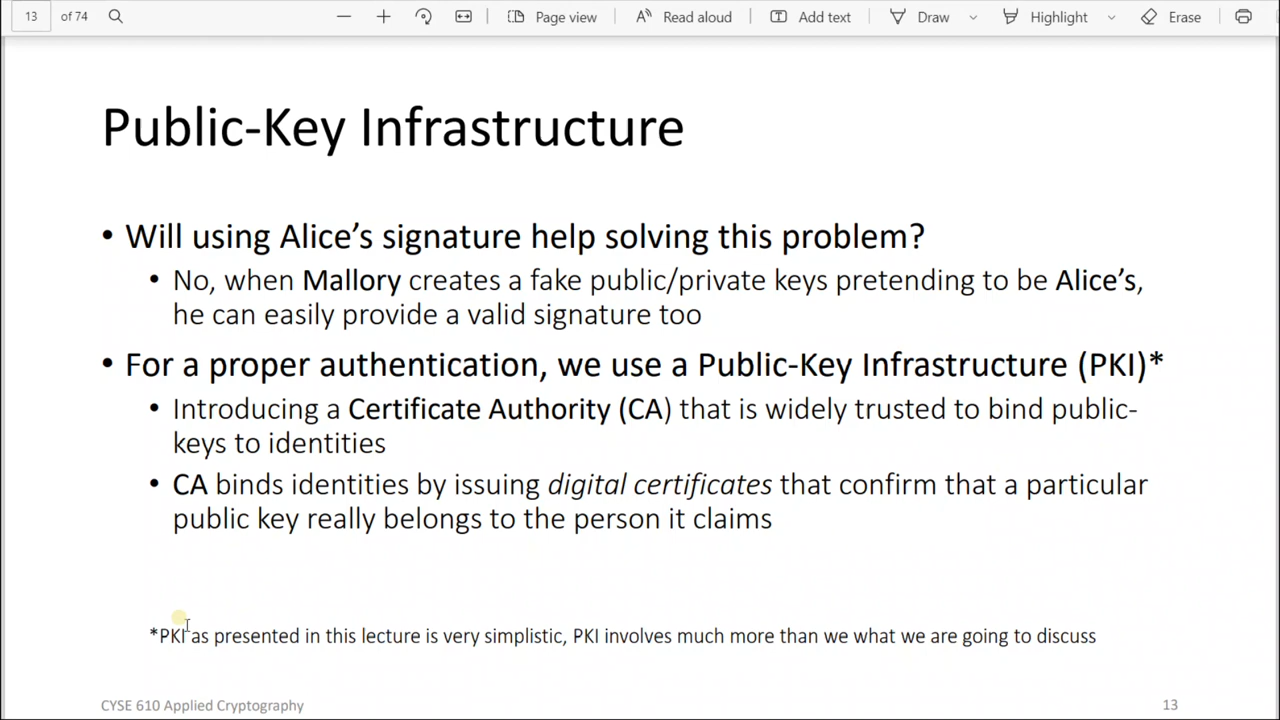 13 of 74 Page view Read aloud Add text Draw Highlight Erase
Public-Key Infrastructure
• Will using Alice’s signature help solving this problem?
• No, when Mallory creates a fake public/private keys pretending to be Alice’s,
he can easily provide a valid signature too
• For a proper authentication, we use a Public-Key Infrastructure (PKI)*
• Introducing a Certificate Authority (CA) that is widely trusted to bind public-
keys to identities
• CA binds identities by issuing digital certificates that confirm that a particular
public key really belongs to the person it claims
*PKI as presented in this lecture is very simplistic, PKI involves much more than we what we are going to discuss
CYSE 610 Applied Cryptography 13